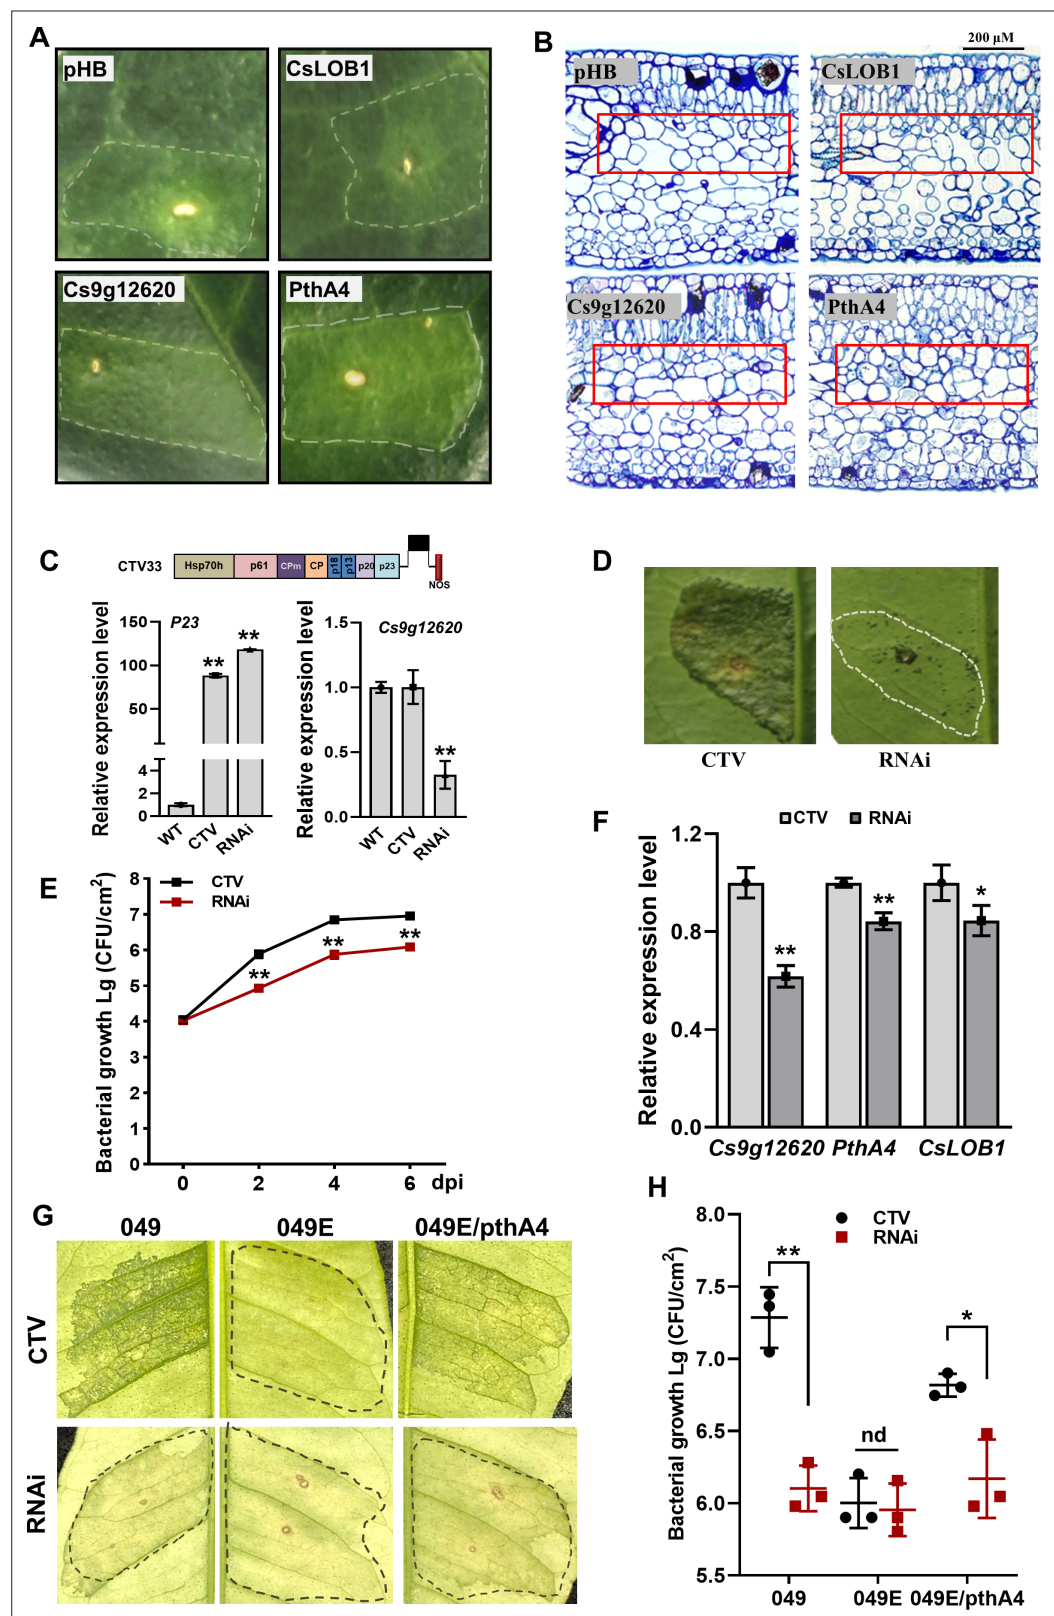 A
pHB
CsLOB1
Cs9g12620
PthA4
B
200 μM
pHB
CsLOB1
Cs9g12620
PthA4
C
CTV33
Hsp70h
p61
CPm
CP
p18
p13
p20
p23
NOS
Relative expression level
P23
150
100
50
4
2
0
**
**
WT
CTV
RNAi
Relative expression level
Cs9g12620
1.5
1.0
0.5
0.0
**
WT
CTV
RNAi
D
CTV
RNAi
E
Bacterial growth Lg (CFU/cm²)
8
7
6
5
4
3
2
1
0
CTV
RNAi
**
**
**
0
2
4
6
dpi
F
CTV
RNAi
Relative expression level
1.2
0.8
0.4
0.0
**
**
*
Cs9g12620
PthA4
CsLOB1
G
049
049E
049E/pthA4
CTV
RNAi
H
CTV
RNAi
Bacterial growth Lg (CFU/cm²)
8.0
7.5
7.0
6.5
6.0
5.5
**
nd
*
049
049E
049E/pthA4